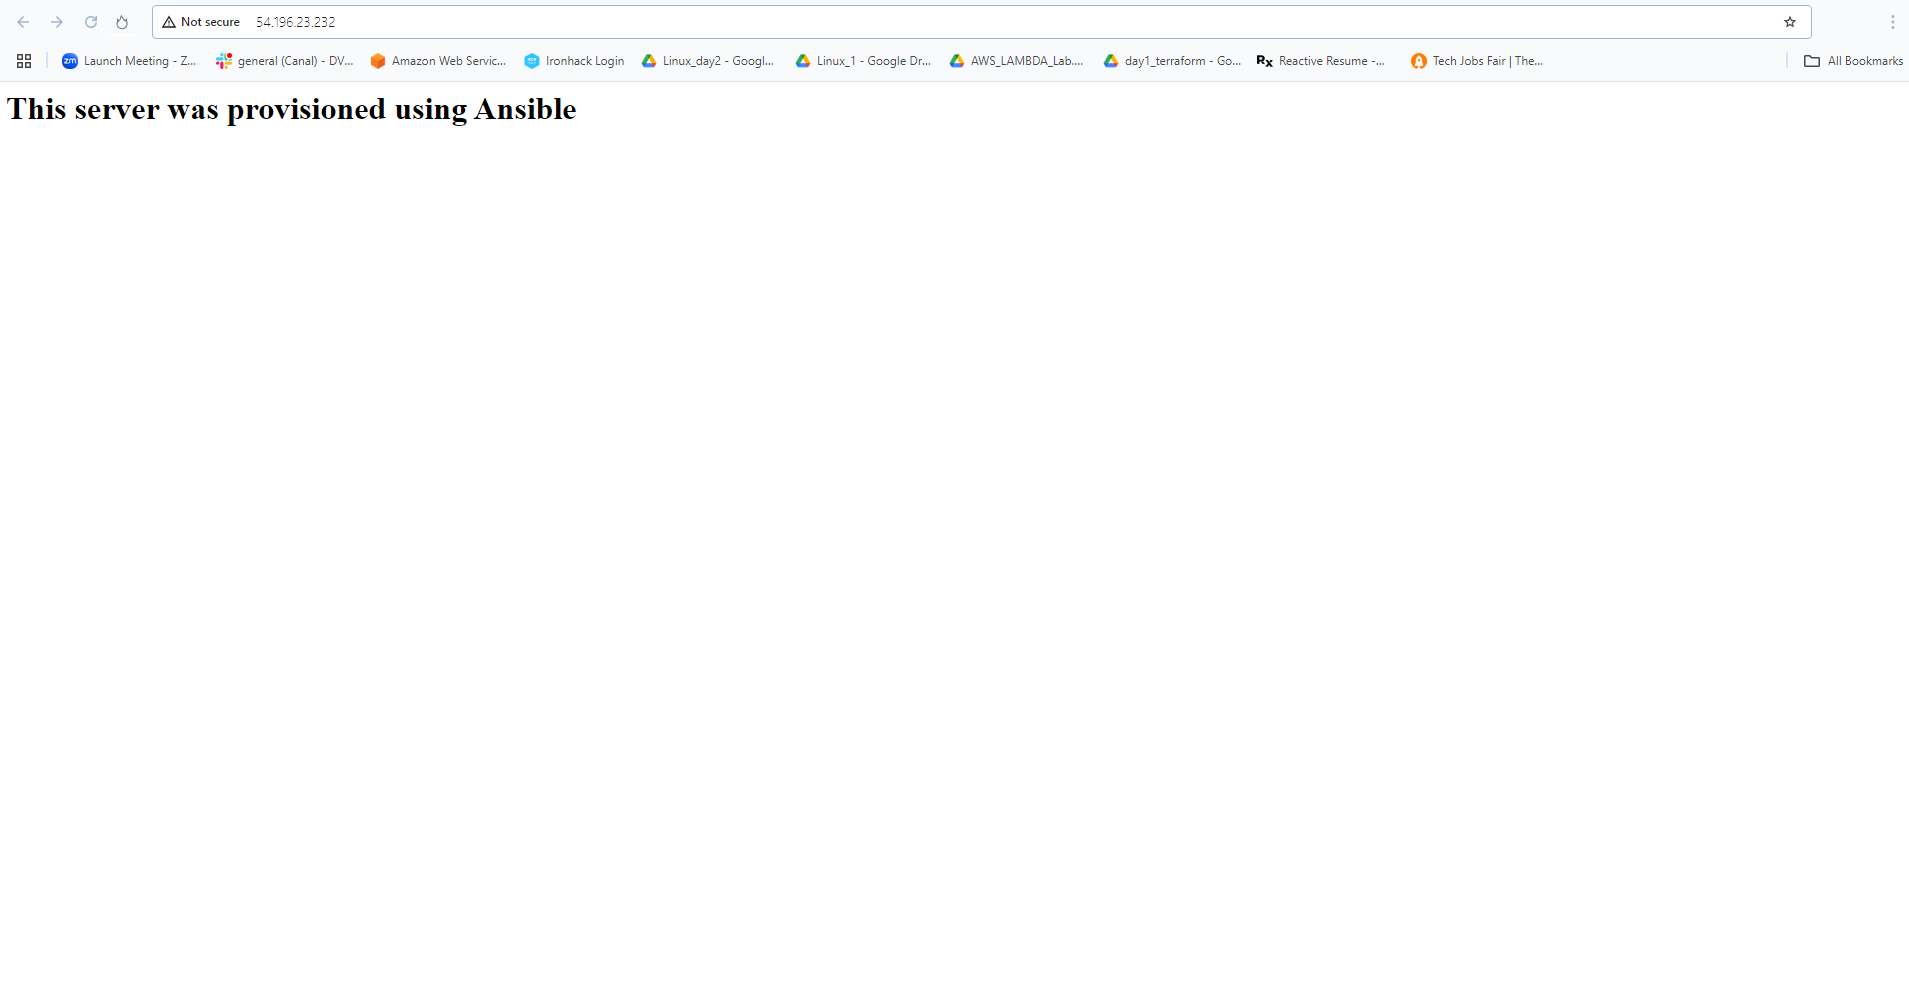 Not secure 54.196.23.232
zm Launch Meeting - Z... general (Canal) - DV... Amazon Web Servic... Ironhack Login Linux_day2 - Googl... Linux_1 - Google Dr... AWS_LAMBDA_Lab.... day1_terraform - Go... Rx Reactive Resume -... Tech Jobs Fair | The... All Bookmarks
This server was provisioned using Ansible